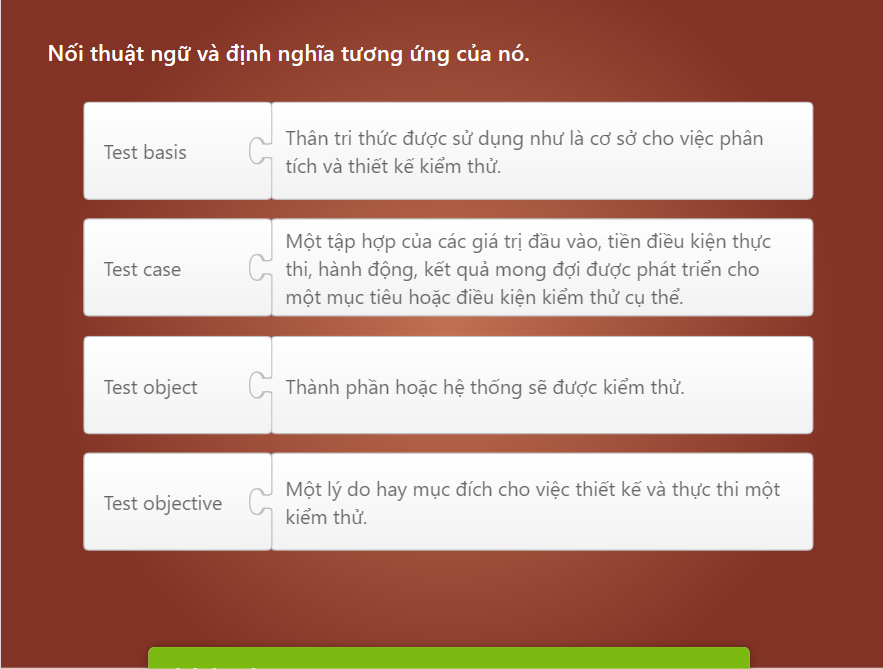 Nối thuật ngữ và định nghĩa tương ứng của nó.
Test basis
Thân tri thức được sử dụng như là cơ sở cho việc phân
tích và thiết kế kiểm thử.
Test case
Một tập hợp của các giá trị đầu vào, tiền điều kiện thực
thi, hành động, kết quả mong đợi được phát triển cho
một mục tiêu hoặc điều kiện kiểm thử cụ thể.
Test object
Thành phần hoặc hệ thống sẽ được kiểm thử.
Test objective
Một lý do hay mục đích cho việc thiết kế và thực thi một
kiểm thử.